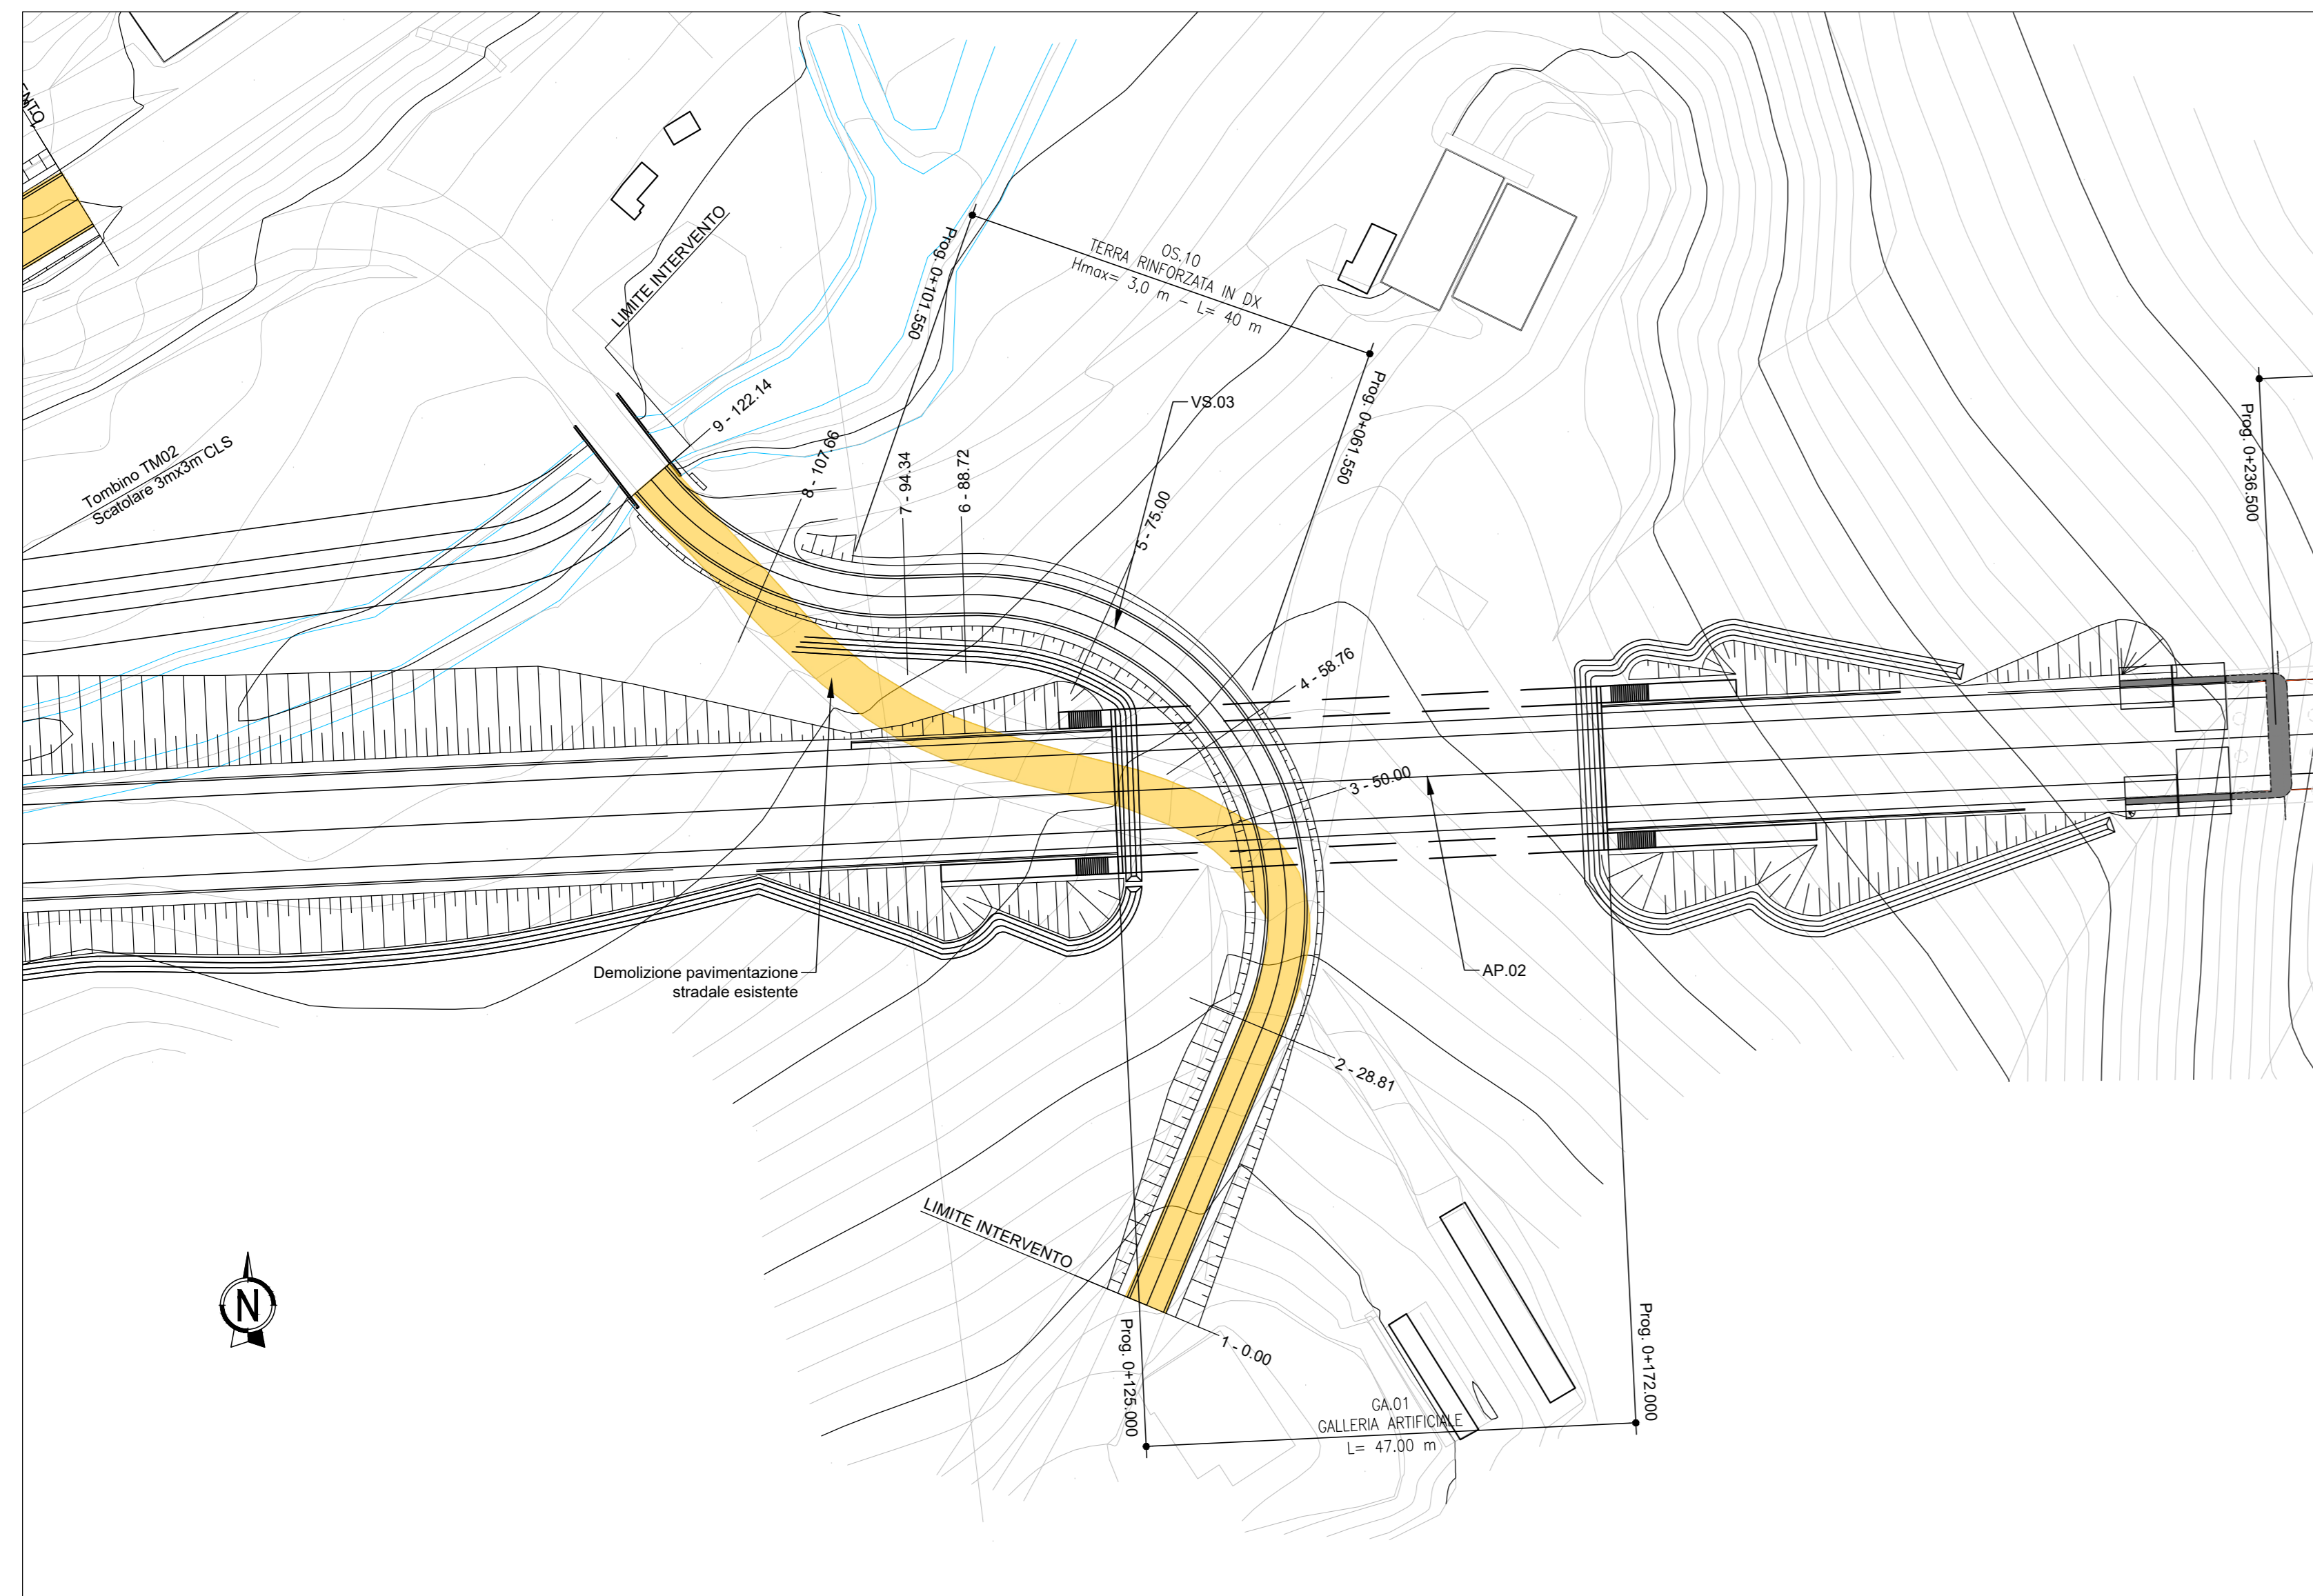 LIMITE INTERVENTO
Prog. 0+101.550
OS.10
TERRA RINFORZATA IN DX
Hmax= 3,0 m - L= 40 m
Prog. 0+061.550
VS.03
Prog. 0+236.500
Tombino TM02
Scatolare 3mx3m CLS
9 - 122.14
8 - 107.66
7 - 94.34
6 - 88.72
5 - 75.00
4 - 58.76
3 - 50.00
AP.02
Demolizione pavimentazione
stradale esistente
2 - 28.81
LIMITE INTERVENTO
1 - 0.00
N
Prog. 0+125.000
GA.01
GALLERIA ARTIFICIALE
L= 47.00 m
Prog. 0+172.000